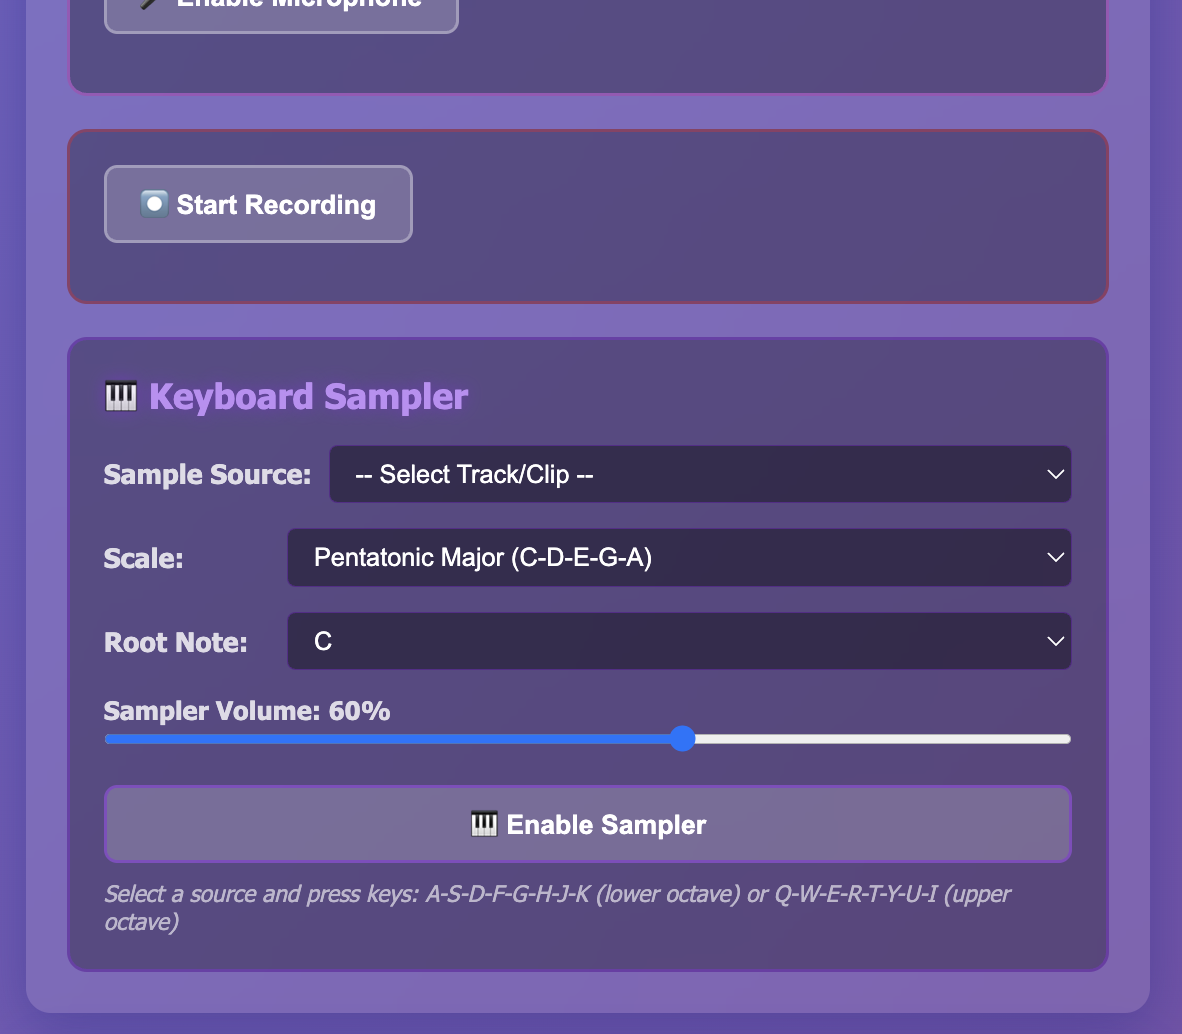 Enable Microphone
Start Recording
Keyboard Sampler
Sample Source: -- Select Track/Clip --
Scale: Pentatonic Major (C-D-E-G-A)
Root Note: C
Sampler Volume: 60%
Enable Sampler
Select a source and press keys: A-S-D-F-G-H-J-K (lower octave) or Q-W-E-R-T-Y-U-I (upper
octave)